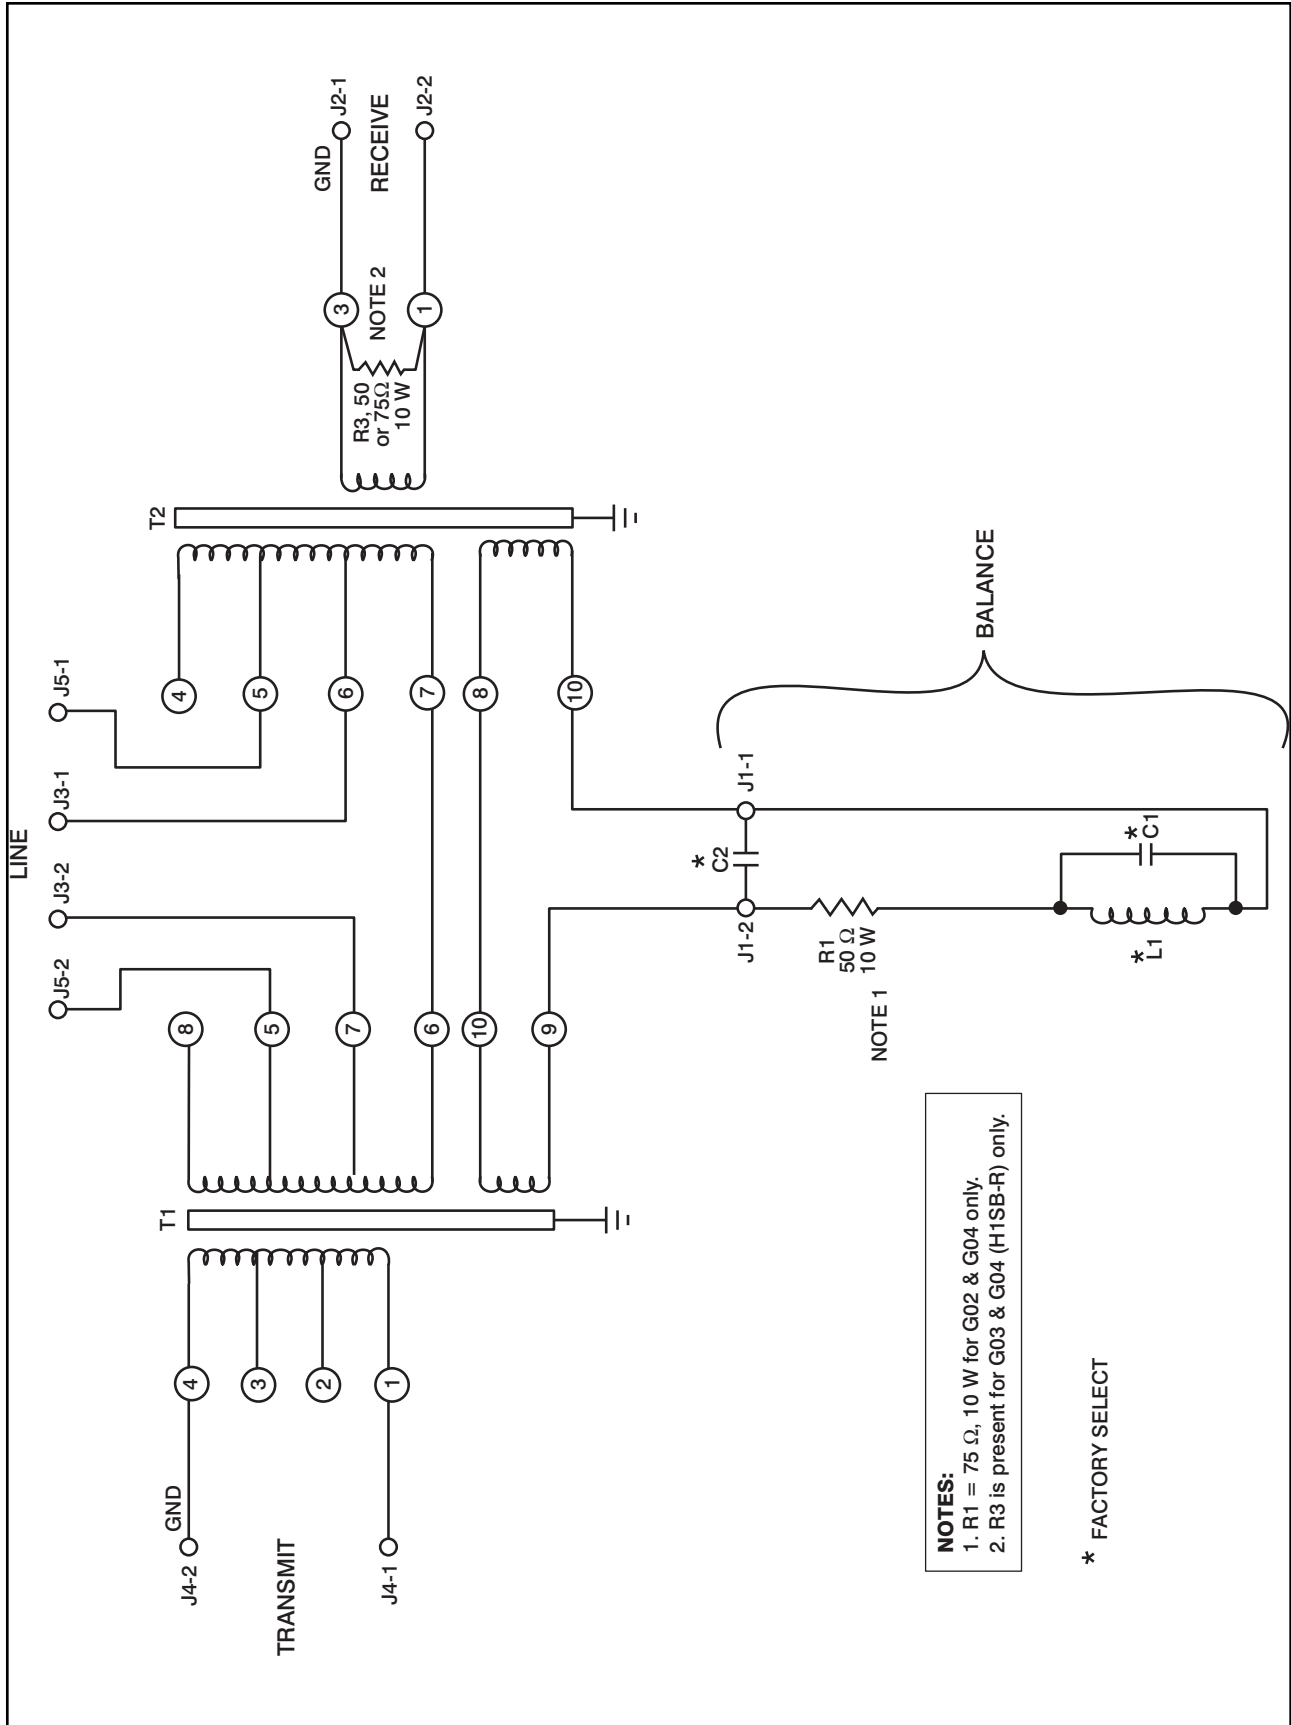 LINE
J5-2
J3-2
J3-1
J5-1
T1
T2
J4-2
GND
TRANSMIT
J4-1
4
3
2
1
8
5
7
6
10
9
4
5
6
7
8
10
R3, 50
or 75Ω
10 W
NOTE 2
3
1
GND
J2-1
RECEIVE
J2-2
J1-2
* C2
J1-1
R1
50 Ω
10 W
NOTE 1
* L1
* C1
BALANCE
NOTES:
1. R1 = 75 Ω, 10 W for G02 & G04 only.
2. R3 is present for G03 & G04 (H1SB-R) only.
* FACTORY SELECT